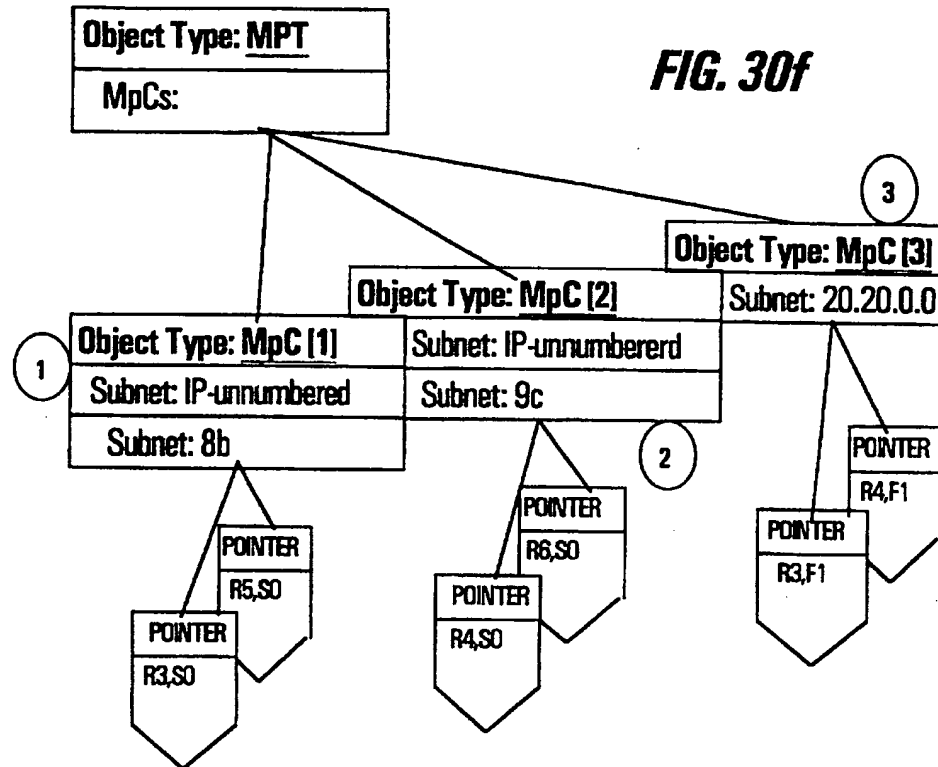 Object Type: MPT
MpCs:
FIG. 30f
3
Object Type: MpC [3]
Subnet: 20.20.0.0
Object Type: MpC [2]
Subnet: IP-unnumbererd
Subnet: 9c
2
1
Object Type: MpC [1]
Subnet: IP-unnumbered
Subnet: 8b
POINTER
R5,S0
POINTER
R3,S0
POINTER
R6,S0
POINTER
R4,S0
POINTER
R4,F1
POINTER
R3,F1